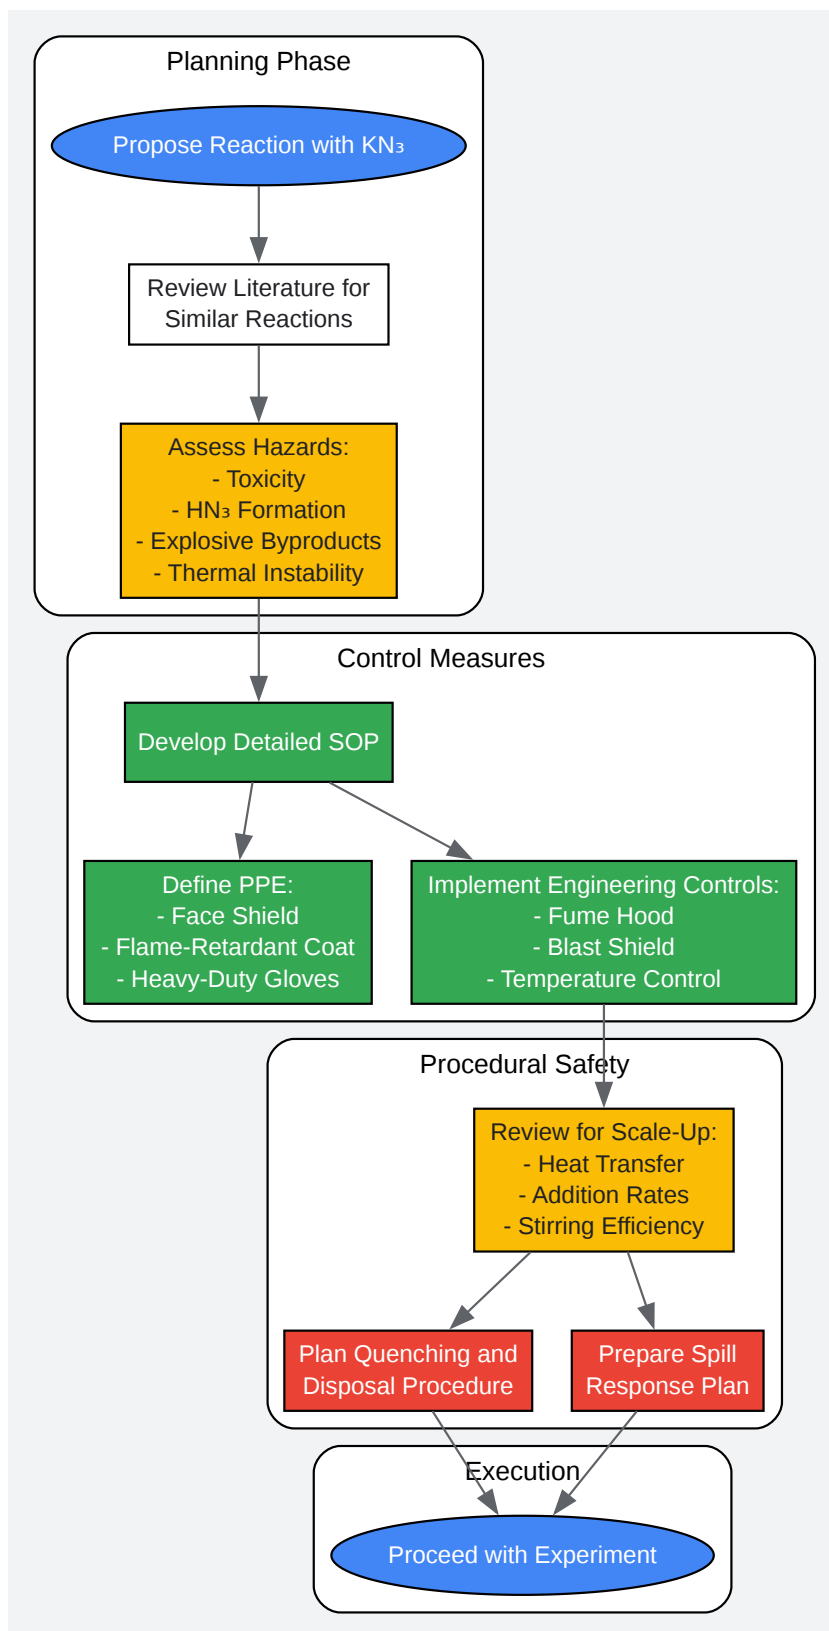 Planning Phase
Propose Reaction with KN₃
Review Literature for
Similar Reactions
Assess Hazards:
- Toxicity
- HN₃ Formation
- Explosive Byproducts
- Thermal Instability
Control Measures
Develop Detailed SOP
Define PPE:
- Face Shield
- Flame-Retardant Coat
- Heavy-Duty Gloves
Implement Engineering Controls:
- Fume Hood
- Blast Shield
- Temperature Control
Procedural Safety
Review for Scale-Up:
- Heat Transfer
- Addition Rates
- Stirring Efficiency
Plan Quenching and
Disposal Procedure
Prepare Spill
Response Plan
Execution
Proceed with Experiment